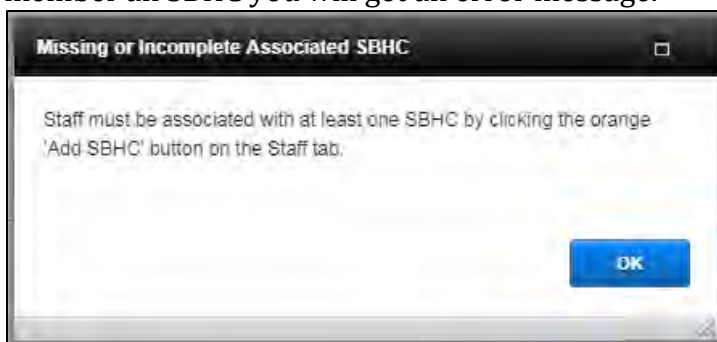 member an SBHC you will get an error message.
Missing or Incomplete Associated SBHC
Staff must be associated with at least one SBHC by clicking the orange
'Add SBHC' button on the Staff tab.
OK